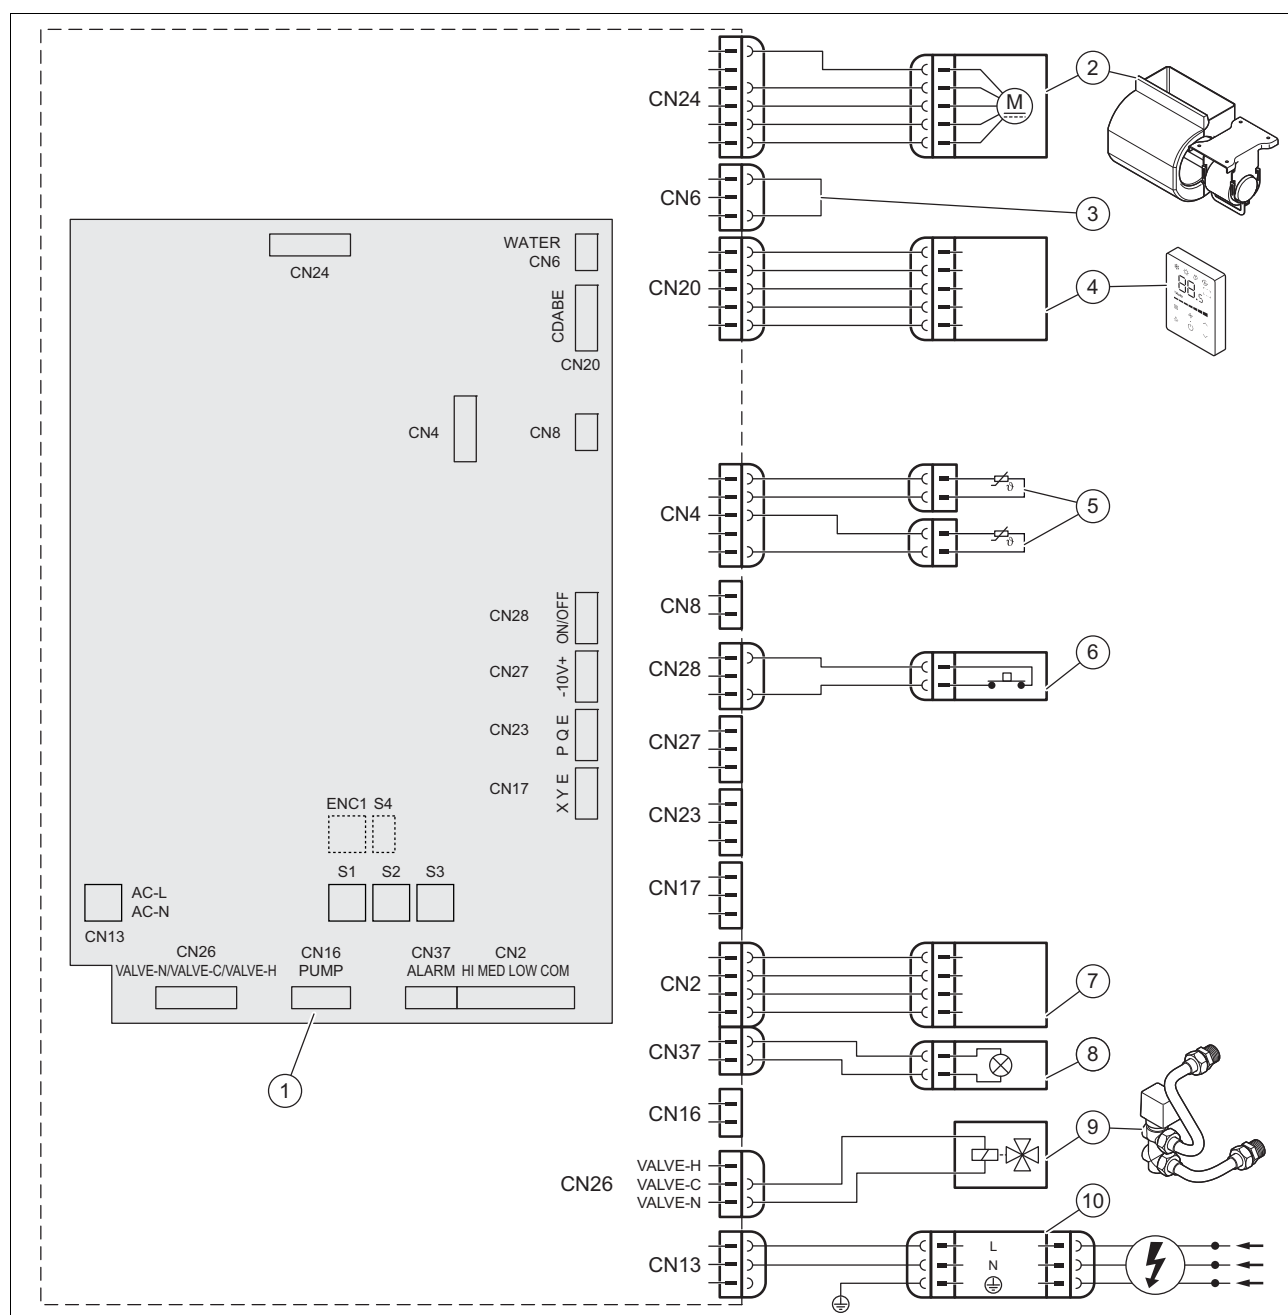 CN24
M
2
CN6
3
CN20
4
88.5
CN24
WATER
CN6
CDABE
CN20
CN4
CN8
CN4
ϑ
ϑ
5
CN8
CN28
ON/OFF
CN28
6
CN27
-10V+
CN27
CN23
P Q E
CN23
CN17
X Y E
CN17
ENC1 S4
S1 S2 S3
AC-L
AC-N
CN13
CN26
VALVE-N/VALVE-C/VALVE-H
CN16
PUMP
CN37
ALARM
CN2
HI MED LOW COM
1
CN2
7
CN37
8
CN16
CN26
VALVE-H
VALVE-C
VALVE-N
9
10
CN13
L
N